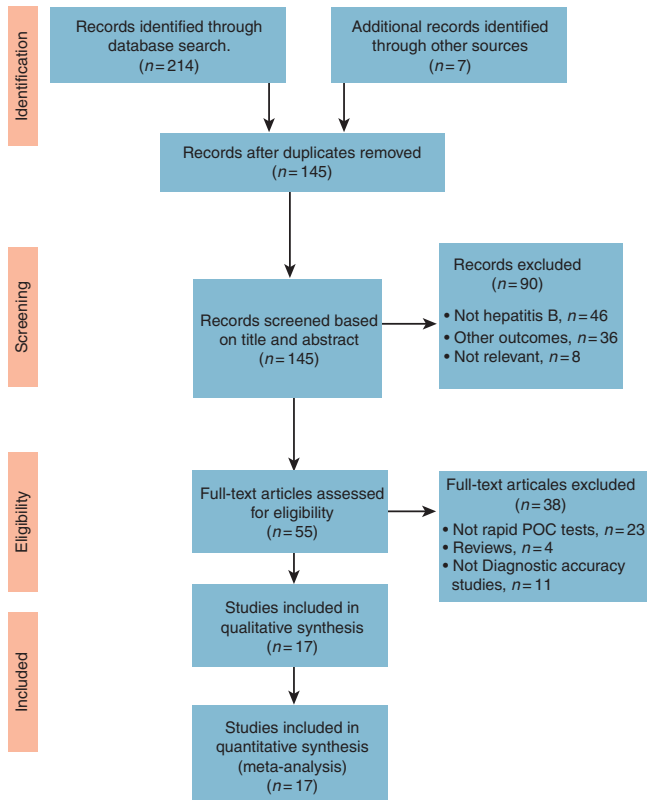 Identification
Records identified through
database search.
(n=214)
Additional records identified
through other sources
(n=7)
Records after duplicates removed
(n=145)
Screening
Records screened based
on title and abstract
(n=145)
Records excluded
(n=90)
• Not hepatitis B, n=46
• Other outcomes, n=36
• Not relevant, n=8
Eligibility
Full-text articles assessed
for eligibility
(n=55)
Full-text articales excluded
(n=38)
• Not rapid POC tests, n=23
• Reviews, n=4
• Not Diagnostic accuracy
studies, n=11
Included
Studies included in
qualitative synthesis
(n=17)
Studies included in
quantitative synthesis
(meta-analysis)
(n=17)